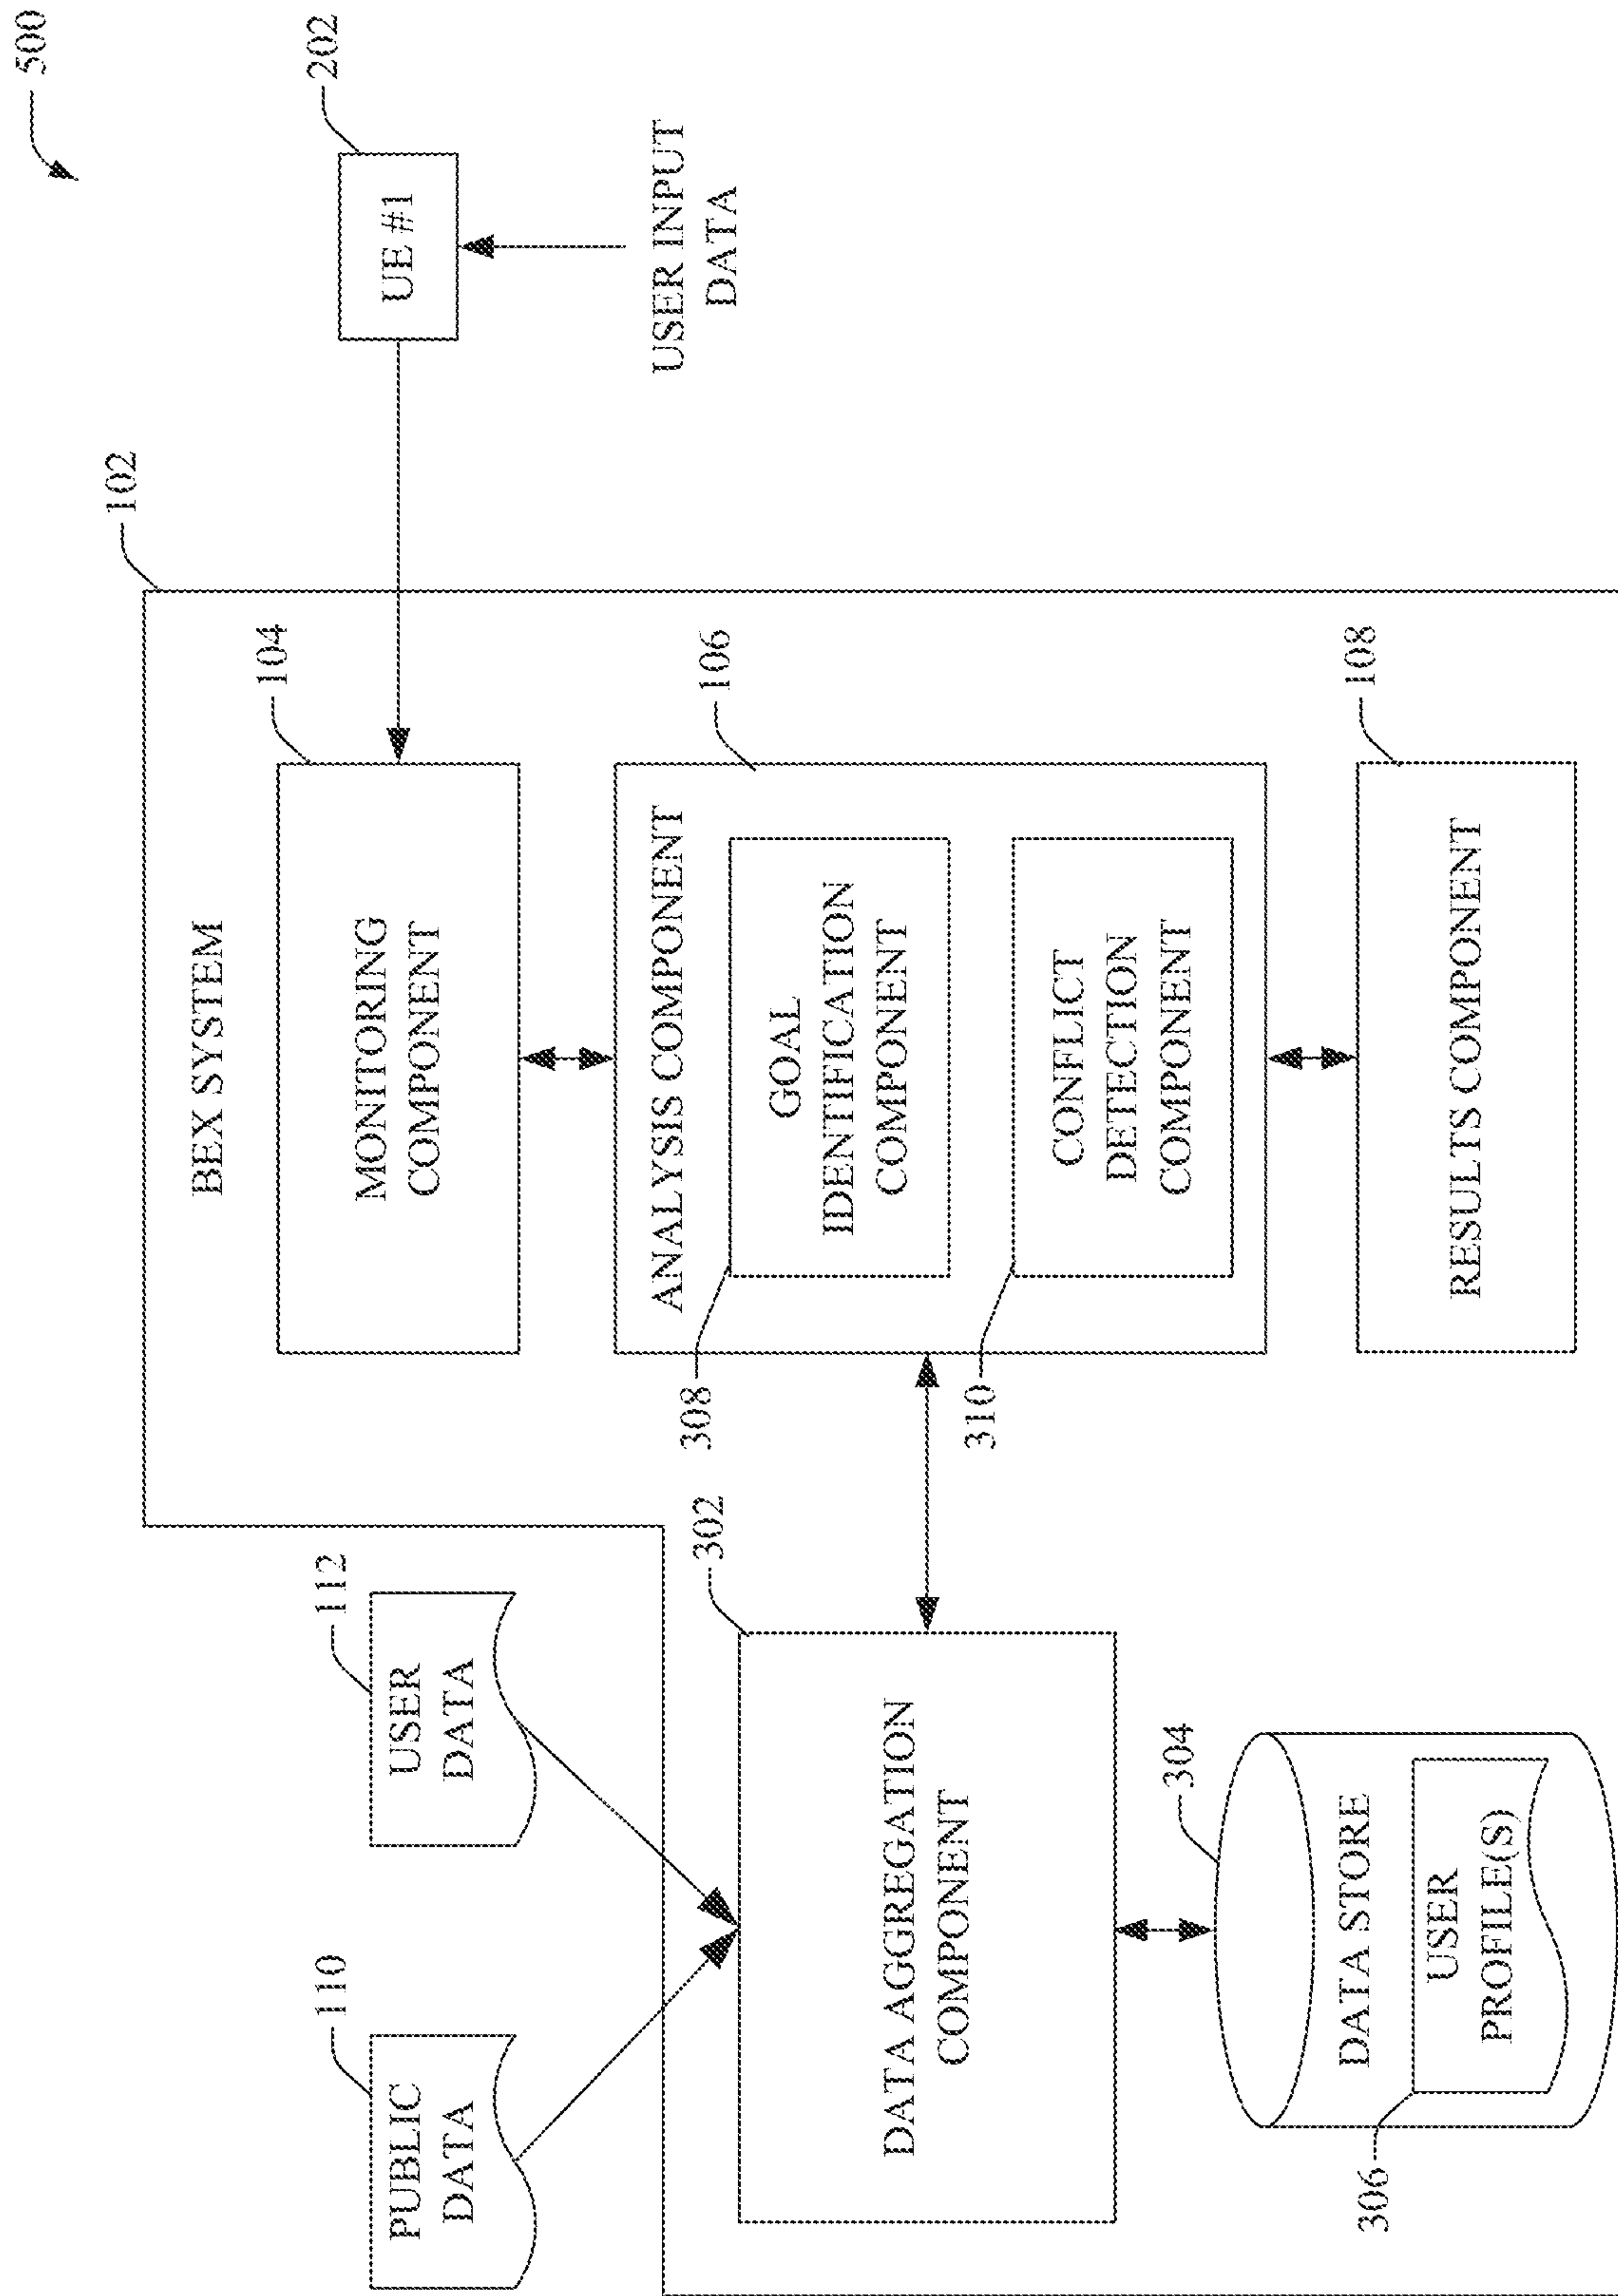 500
202
UE #1
USER INPUT
DATA
102
BEX SYSTEM
104
MONITORING
COMPONENT
106
ANALYSIS COMPONENT
308
GOAL
IDENTIFICATION
COMPONENT
310
CONFLICT
DETECTION
COMPONENT
108
RESULTS COMPONENT
110
PUBLIC
DATA
112
USER
DATA
302
DATA AGGREGATION
COMPONENT
304
DATA STORE
306
USER
PROFILE(S)